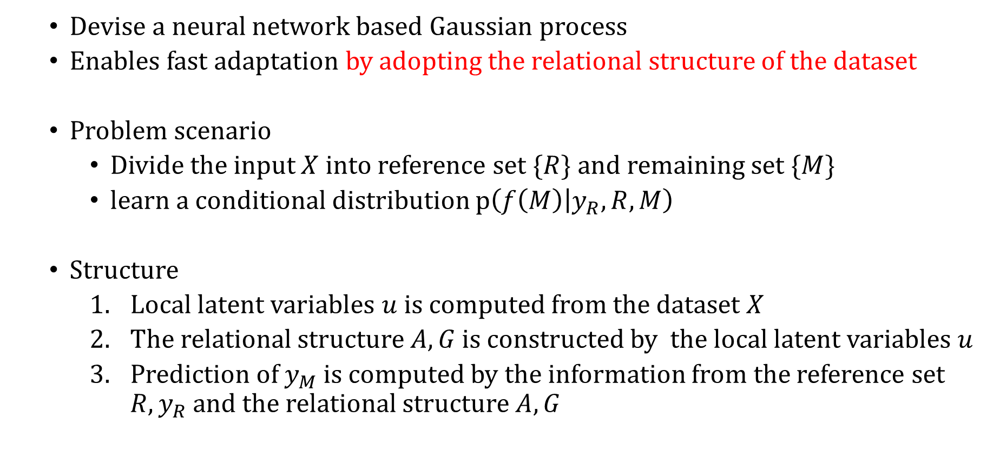 • Devise a neural network based Gaussian process
• Enables fast adaptation by adopting the relational structure of the dataset
• Problem scenario
• Divide the input X into reference set {R} and remaining set {M}
• learn a conditional distribution p(f(M)|y_R, R, M)
• Structure
1. Local latent variables u is computed from the dataset X
2. The relational structure A, G is constructed by  the local latent variables u
3. Prediction of y_M is computed by the information from the reference set
R, y_R and the relational structure A, G